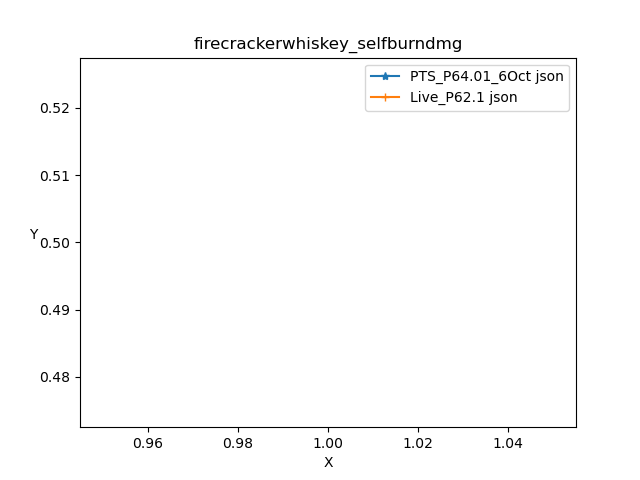 firecrackerwhiskey_selfburndmg
PTS_P64.01_6Oct json
Live_P62.1 json
0.52
0.51
0.50
0.49
0.48
Y
0.96 0.98 1.00 1.02 1.04
X